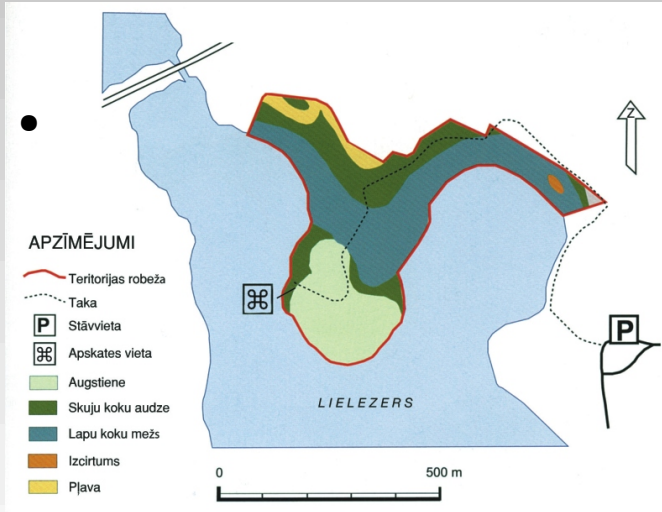 Z
APZĪMĒJUMI
Teritorijas robeža
Taka
P
Stāvvieta
⌘
Apskates vieta
Augstiene
Skuju koku audze
Lapu koku mežs
Izcirtums
Pļava
⌘
P
LIELEZERS
0 500 m